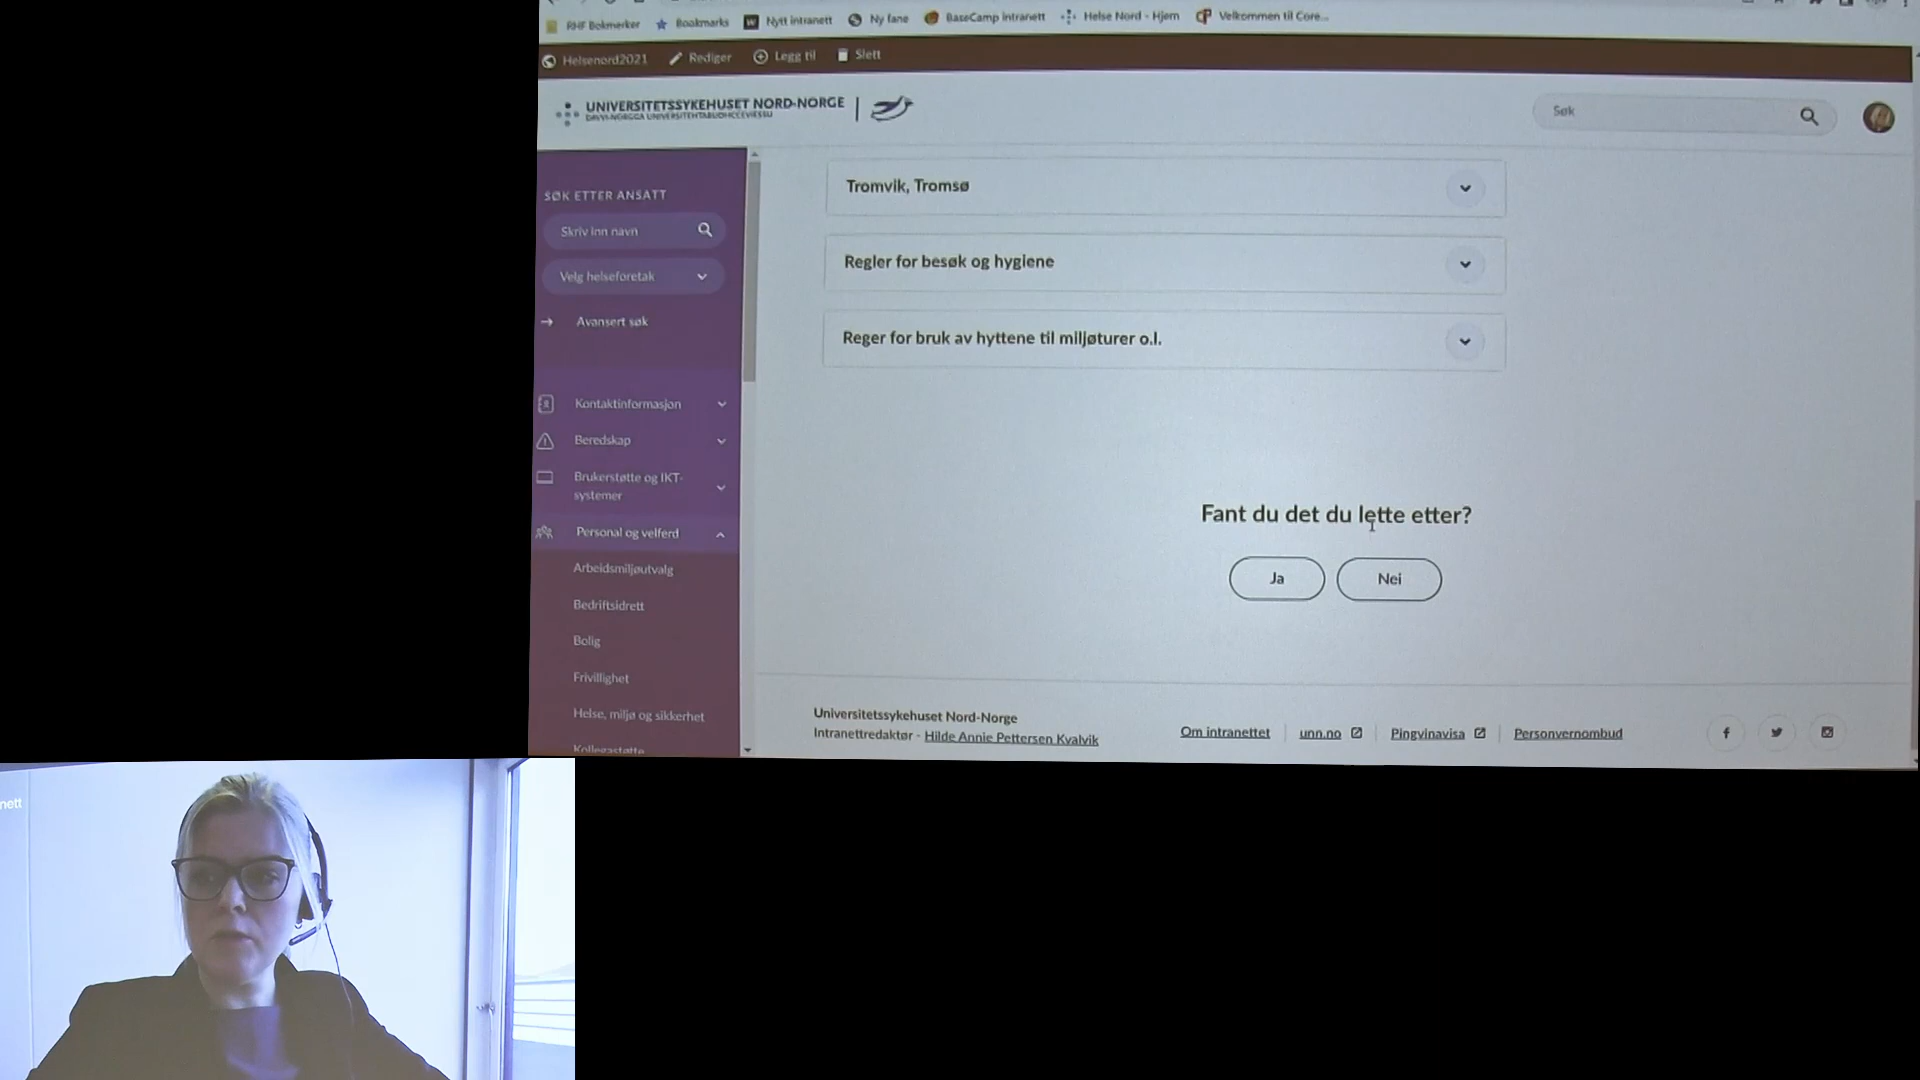 RHF Bokmerker
Bookmarks
Nytt intranett
Ny fane
BaseCamp intranett
Helse Nord - Hjem
Velkommen til Core...
Helsenord2021
Rediger
Legg til
Slett
UNIVERSITETSSYKEHUSET NORD-NORGE
Søk
SØK ETTER ANSATT
Skriv inn navn
Velg helseforetak
Avansert søk
Kontaktinformasjon
Beredskap
Brukerstøtte og IKT-
systemer
Personal og velferd
Arbeidsmiljøutvalg
Bedriftsidrett
Bolig
Frivillighet
Helse, miljø og sikkerhet
Kollegastøtte
Tromvik, Tromsø
Regler for besøk og hygiene
Reger for bruk av hyttene til miljøturer o.l.
Fant du det du lette etter?
Ja
Nei
Universitetssykehuset Nord-Norge
Intranettredaktør - Hilde Annie Pettersen Kvalvik
Om intranettet
unn.no
Pingvinavisa
Personvernombud
nett